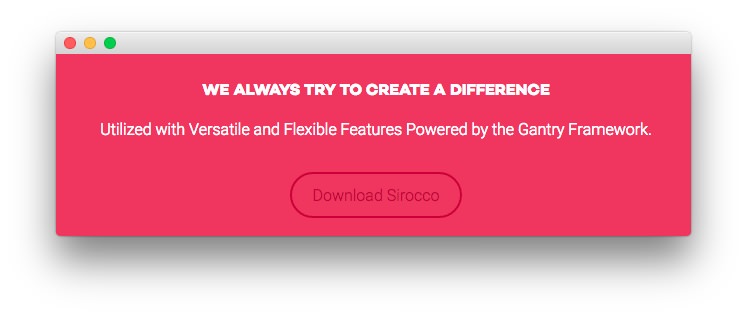 WE ALWAYS TRY TO CREATE A DIFFERENCE
Utilized with Versatile and Flexible Features Powered by the Gantry Framework.
Download Sirocco